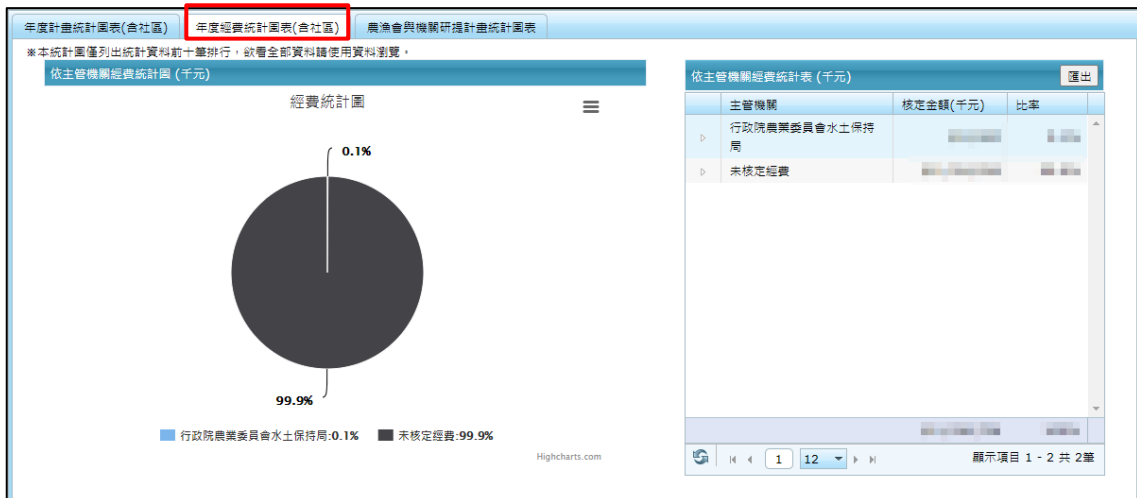 年度計畫統計圖表(含社區)
年度經費統計圖表(含社區)
農漁會與機關研提計畫統計圖表
※本統計圖僅列出統計資料前十筆排行，欲看全部資料請使用資料瀏覽。
依主管機關經費統計圖 (千元)
經費統計圖
0.1%
99.9%
行政院農業委員會水土保持局:0.1%
未核定經費:99.9%
Highcharts.com
依主管機關經費統計表 (千元)
匯出
主管機關
核定金額(千元)
比率
行政院農業委員會水土保持
局
未核定經費
1
12
顯示項目 1 - 2 共 2筆